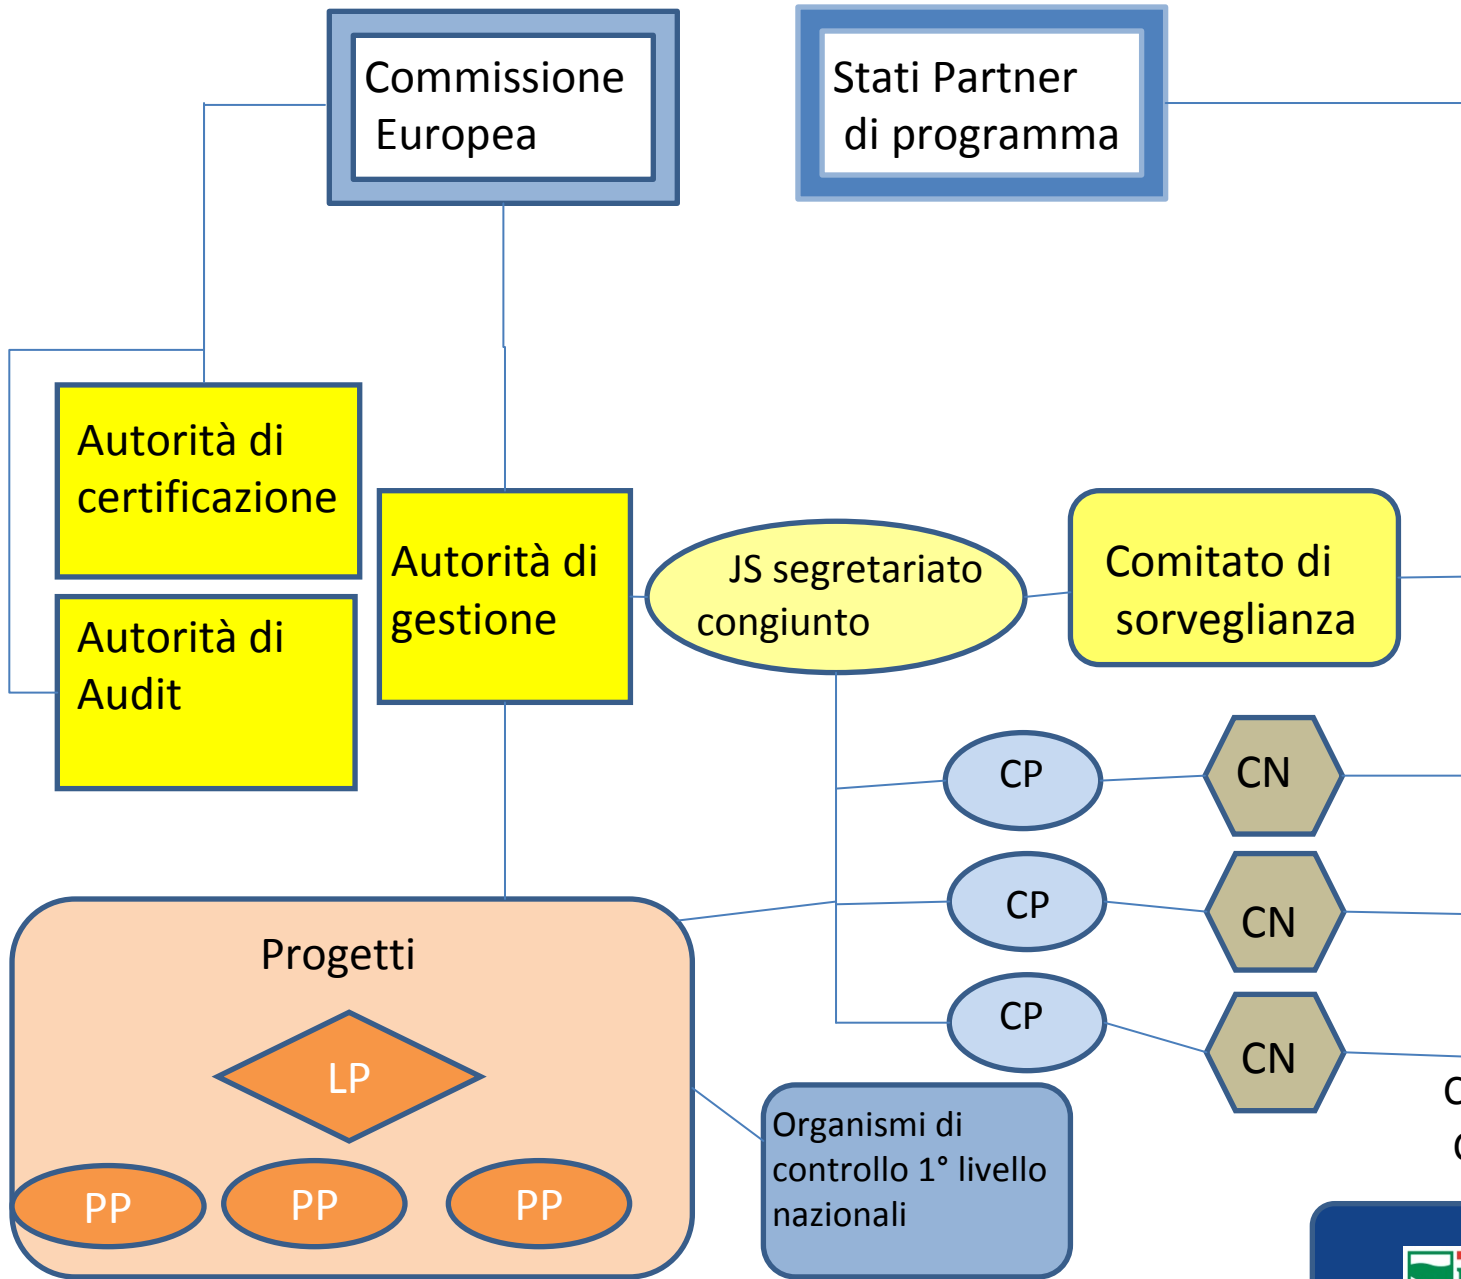 Commissione
Europea
Stati Partner
di programma
Autorità di
certificazione
Autorità di
Audit
Autorità di
gestione
JS segretariato
congiunto
Comitato di
sorveglianza
CP
CN
CP
CN
CP
CN
Progetti
LP
PP
PP
PP
Organismi di
controllo 1° livello
nazionali